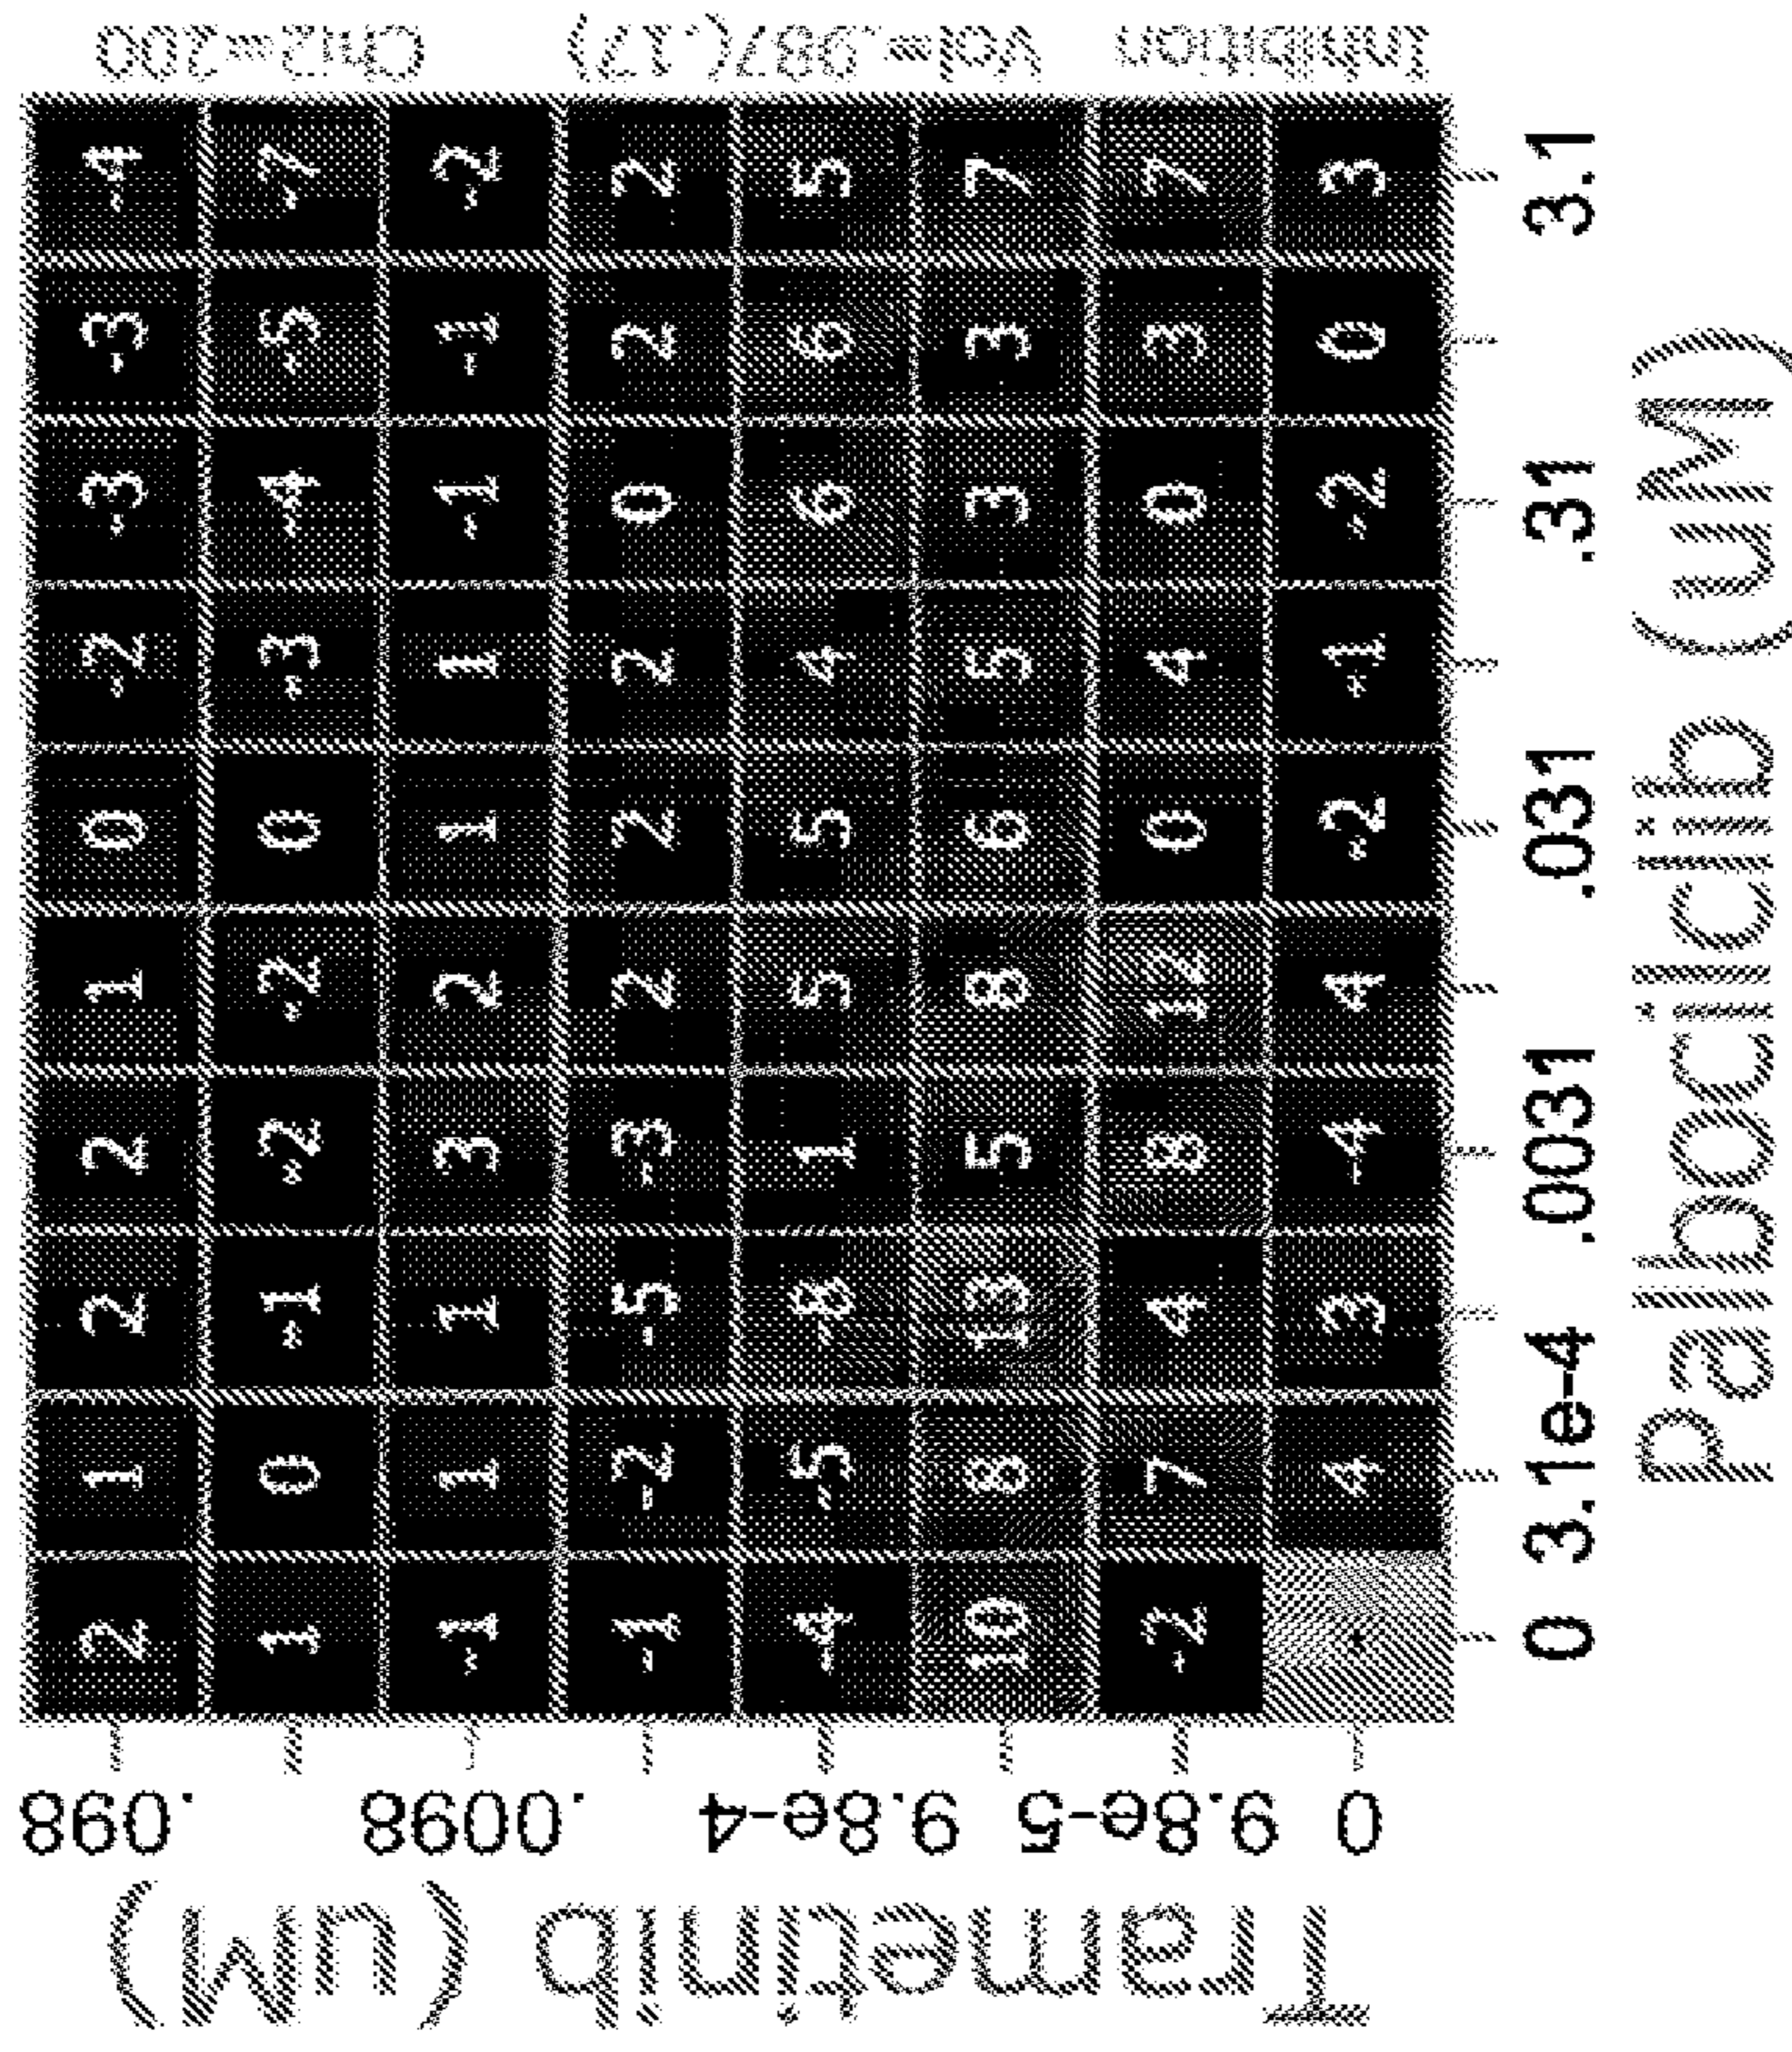 Inhibition Vol=.987(.17) Chi2=200
Trametinib (uM)
.098 2 1 2 2 1 0 -2 -3 -3 -4
1 0 -1 -2 -2 0 -3 -4 -5 -7
.0098 -1 1 1 3 2 1 1 -1 -1 -2
-1 -2 -5 -3 2 2 2 0 2 2
9.8e-4 -4 -5 -8 1 5 5 4 6 6 5
10 8 13 5 8 6 5 3 3 7
9.8e-5 -2 7 4 8 12 0 4 0 3 7
0 . 4 3 -4 4 -2 -1 -2 0 3
0 3.1e-4 .0031 .031 .31 3.1
Palbocilclib (uM)